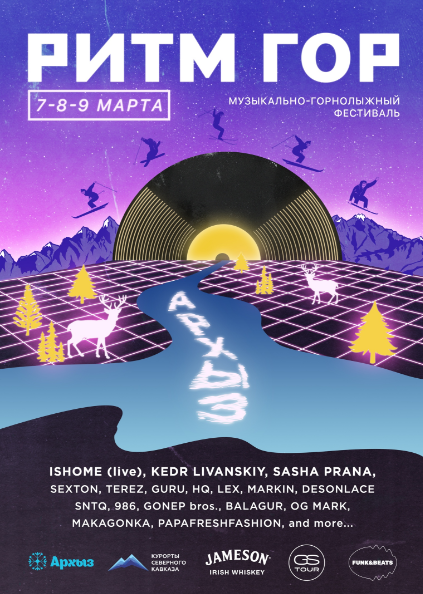 РИТМ ГОР
7-8-9 МАРТА
МУЗЫКАЛЬНО-ГОРНОЛЫЖНЫЙ
ФЕСТИВАЛЬ
АРХЫЗ
ISHOME (live), KEDR LIVANSKIY, SASHA PRANA,
SEXTON, TEREZ, GURU, HQ, LEX, MARKIN, DESONLACE
SNTQ, 986, GONEP bros., BALAGUR, OG MARK,
MAKAGONKA, PAPAFRESHFASHION, and more...
Архыз
КУРОРТЫ
СЕВЕРНОГО
КАВКАЗА
JAMESON
IRISH WHISKEY
GS
TOUR
FUNK&BEATS